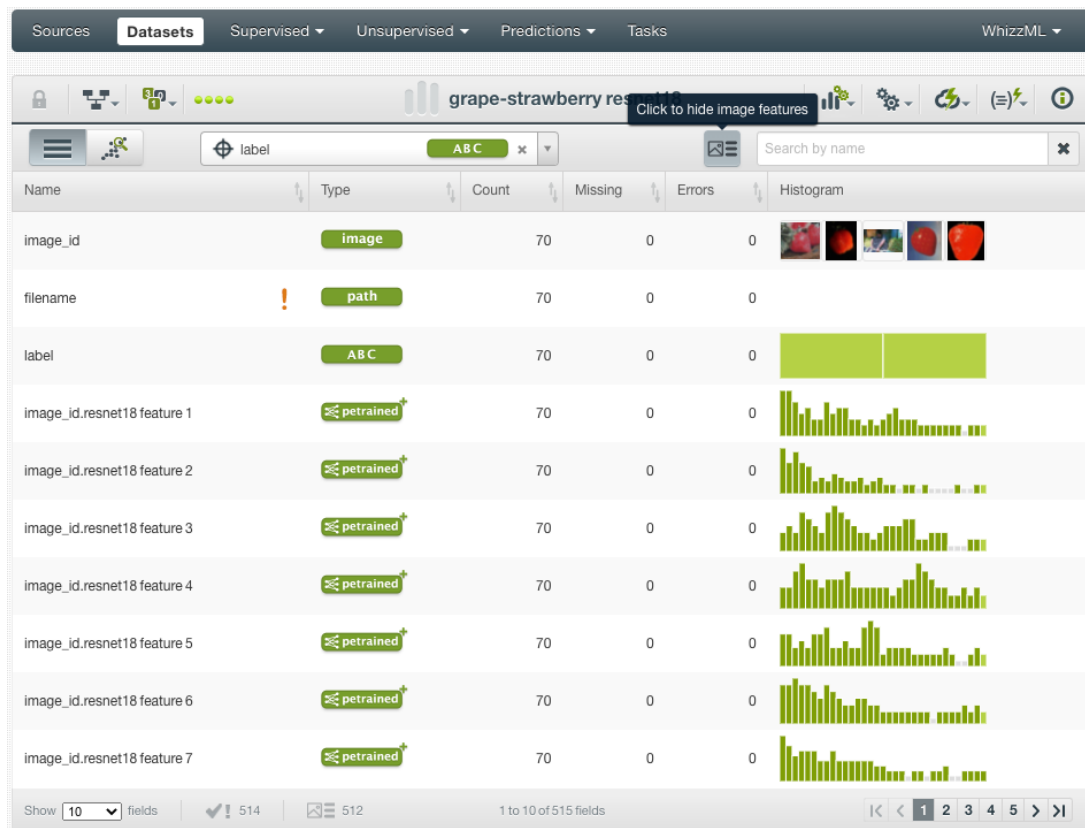 Sources Datasets Supervised Unsupervised Predictions Tasks WhizzML
grape-strawberry resnet18
Click to hide image features
label ABC Search by name
Name Type Count Missing Errors Histogram
image_id image 70 0 0
filename ! path 70 0 0
label ABC 70 0 0
image_id.resnet18 feature 1 petrained 70 0 0
image_id.resnet18 feature 2 petrained 70 0 0
image_id.resnet18 feature 3 petrained 70 0 0
image_id.resnet18 feature 4 petrained 70 0 0
image_id.resnet18 feature 5 petrained 70 0 0
image_id.resnet18 feature 6 petrained 70 0 0
image_id.resnet18 feature 7 petrained 70 0 0
Show 10 fields 514 512 1 to 10 of 515 fields 1 2 3 4 5